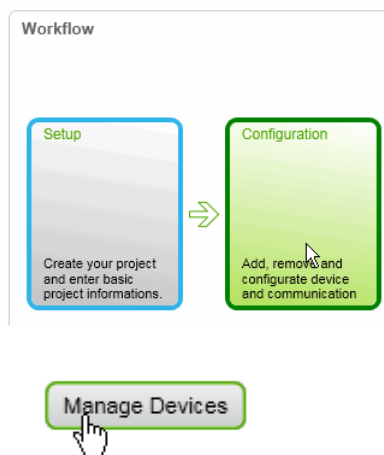 Workflow
Setup
Create your project
and enter basic
project informations.
Configuration
Add, remove and
configurate device
and communication
Manage Devices